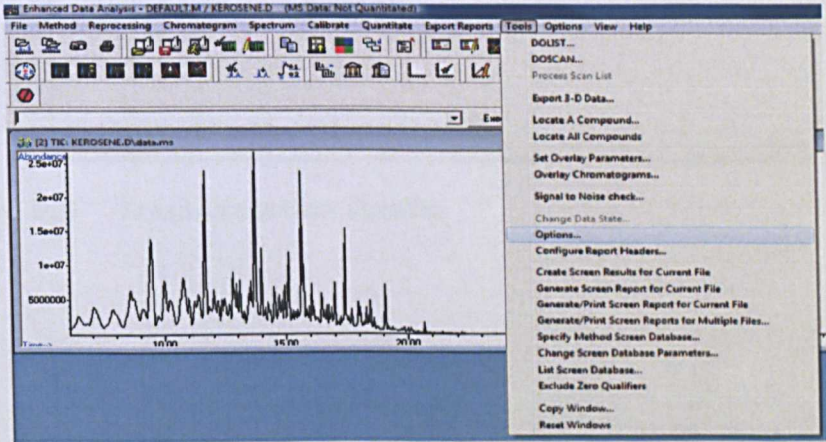 Enhanced Data Analysis - DEFAULT.M / KEROSENE.D (MS Data: Not Quantitated)
File Method Reprocessing Chromatogram Spectrum Calibrate Quantitate Export Reports Tools Options View Help
DOLIST...
DOSCAN...
Process Scan List
Export 3-D Data...
Locate A Compound...
Locate All Compounds
Set Overlay Parameters...
Overlay Chromatograms...
Signal to Noise check...
Change Data State...
Options...
Configure Report Headers...
Create Screen Results for Current File
Generate Screen Report for Current File
Generate/Print Screen Report for Current File
Generate/Print Screen Reports for Multiple Files...
Specify Method Screen Database...
Change Screen Database Parameters...
List Screen Database...
Exclude Zero Qualifiers
Copy Window...
Reset Windows
[2] TIC: KEROSENE.D\data.ms
Abundance
2.5e+07
2e+07
1.5e+07
1e+07
5000000
Time-->
10.00 15.00 20.00